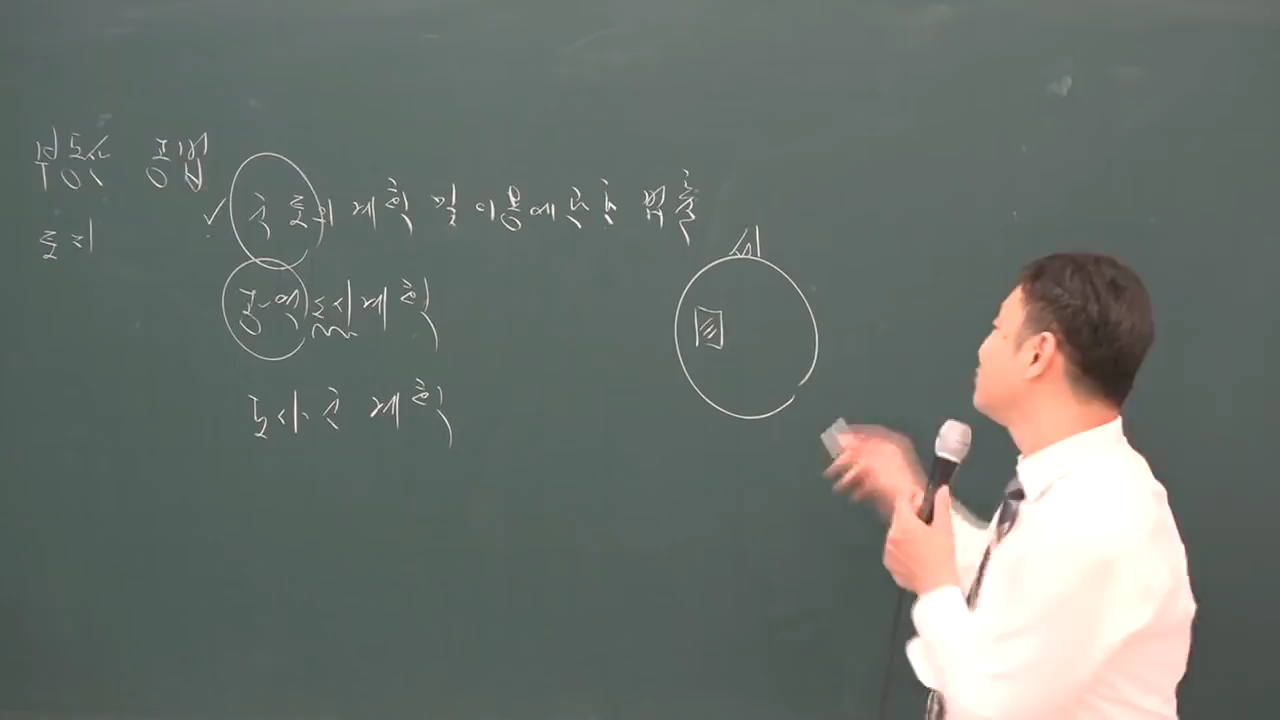 부동산 공법
토지
✓ 국토의 계획 및 이용에 관한 법률
광역도시계획
도시·군 계획
시